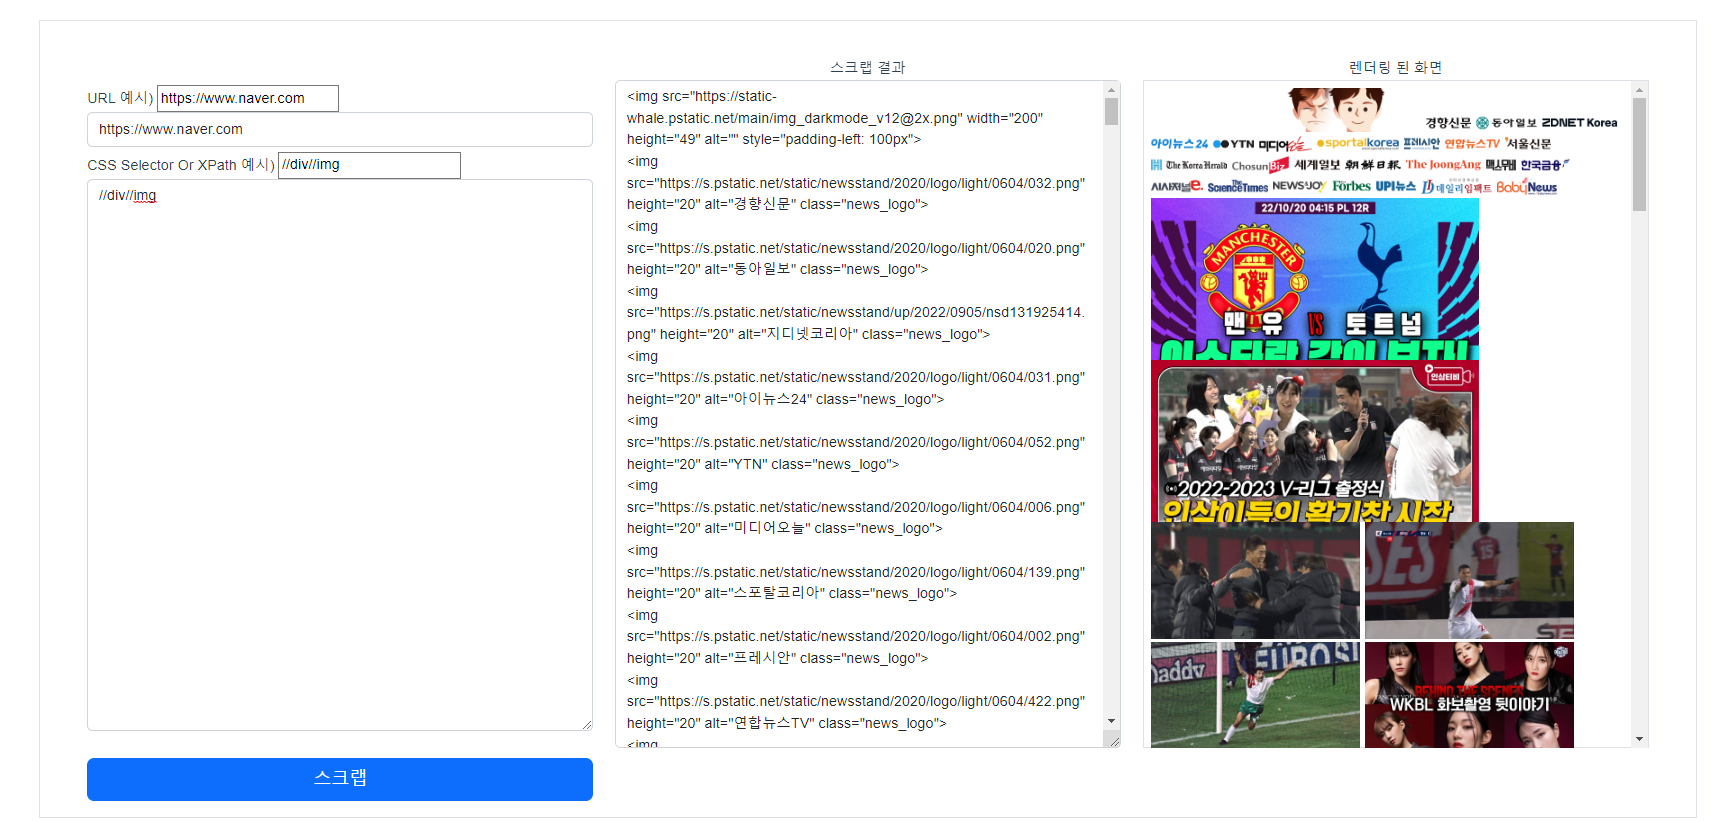 URL 예시) https://www.naver.com
https://www.naver.com
CSS Selector Or XPath 예시) //div//img
//div//img
스크랩
스크랩 결과
<img src="https://static-
whale.pstatic.net/main/img_darkmode_v12@2x.png" width="200"
height="49" alt="" style="padding-left: 100px">
<img
src="https://s.pstatic.net/static/newsstand/2020/logo/light/0604/032.png"
height="20" alt="경향신문" class="news_logo">
<img
src="https://s.pstatic.net/static/newsstand/2020/logo/light/0604/020.png"
height="20" alt="동아일보" class="news_logo">
<img
src="https://s.pstatic.net/static/newsstand/up/2022/0905/nsd131925414.
png" height="20" alt="지디넷코리아" class="news_logo">
<img
src="https://s.pstatic.net/static/newsstand/2020/logo/light/0604/031.png"
height="20" alt="아이뉴스24" class="news_logo">
<img
src="https://s.pstatic.net/static/newsstand/2020/logo/light/0604/052.png"
height="20" alt="YTN" class="news_logo">
<img
src="https://s.pstatic.net/static/newsstand/2020/logo/light/0604/006.png"
height="20" alt="미디어오늘" class="news_logo">
<img
src="https://s.pstatic.net/static/newsstand/2020/logo/light/0604/139.png"
height="20" alt="스포탈코리아" class="news_logo">
<img
src="https://s.pstatic.net/static/newsstand/2020/logo/light/0604/002.png"
height="20" alt="프레시안" class="news_logo">
<img
src="https://s.pstatic.net/static/newsstand/2020/logo/light/0604/422.png"
height="20" alt="연합뉴스TV" class="news_logo">
<img
렌더링 된 화면
경향신문 동아일보 ZDNET Korea
아이뉴스24 YTN 미디어오늘 sportalkorea 프레시안 연합뉴스TV 서울신문
The Korea Herald ChosunBiz 세계일보 朝鮮日報 The JoongAng 한국금융
시사저널e. The ScienceTimes NEWSJOY Forbes UPI뉴스 데일리임팩트 BabyNews
22/10/20 04:15 PL 12R
MANCHESTER
UNITED
맨유 VS 토트넘
이스타랑 같이 보자!
인삼티비
2022-2023 V-리그 출정식
인삼이들의 활기찬 시작
SES
15
Daddy EUROS
BEHIND THE SCENES
WKBL 화보촬영 뒷이야기